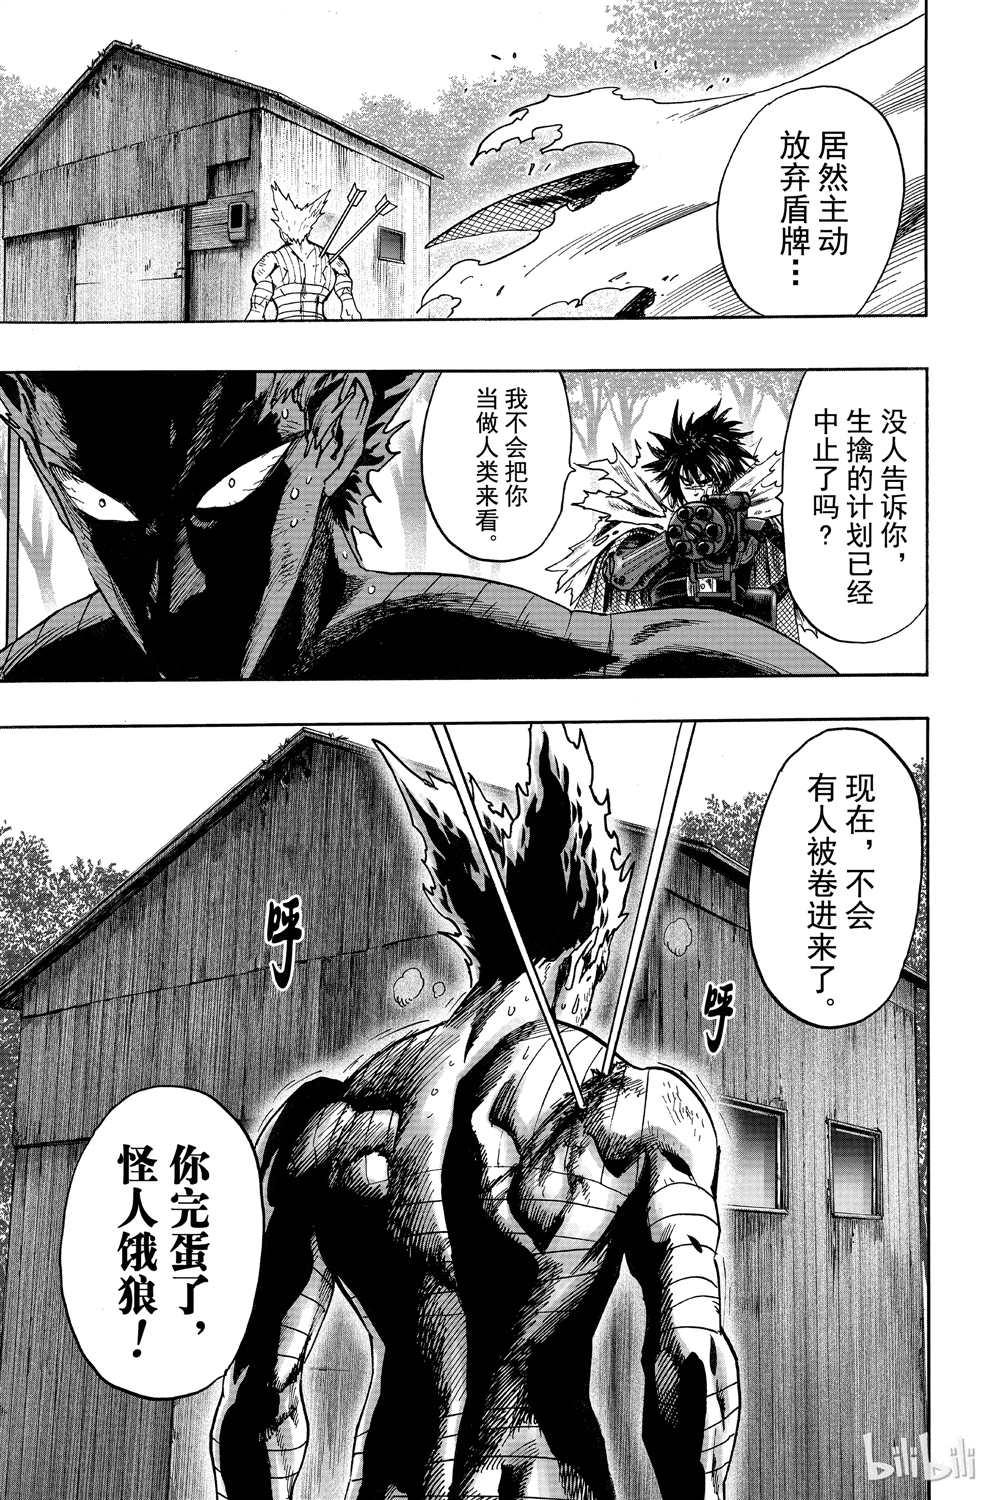 居然主动
放弃盾牌…
没人告诉你，
生擒的计划已经
中止了吗？
我不会把你
当做人类来看。
现在，不会
有人被卷进来了。
呼
呼
你完蛋了，
怪人饿狼！
bilibili